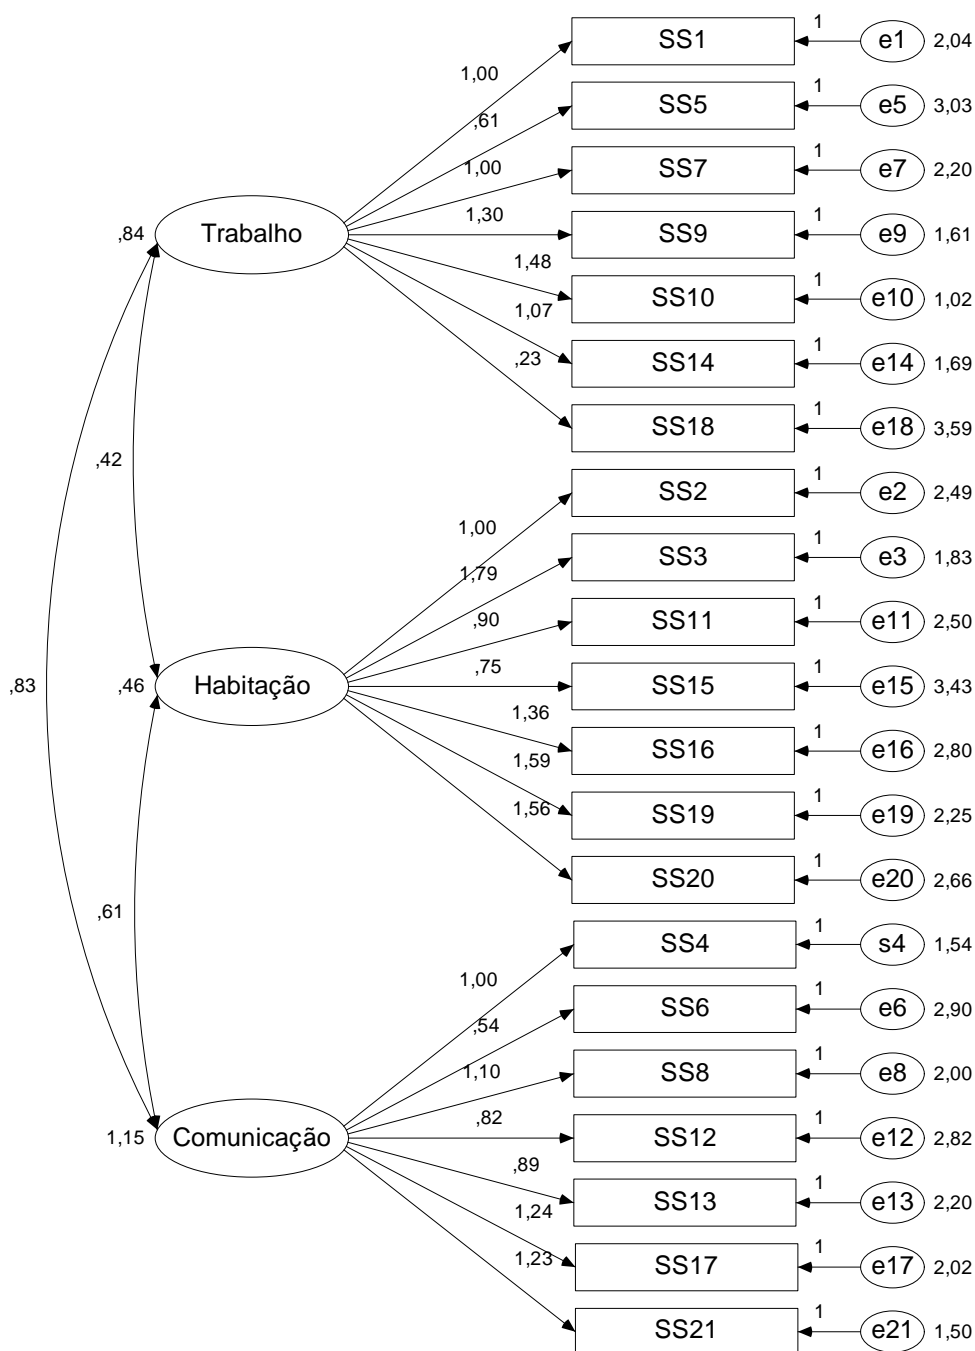 1
SS1 e1 2,04
1,00
1
SS5 e5 3,03
,61
1
SS7 e7 2,20
1,00
1
,84 Trabalho 1,30 SS9 e9 1,61
1
1,48 SS10 e10 1,02
1,07
1
SS14 e14 1,69
,23
1
SS18 e18 3,59
,42
1
SS2 e2 2,49
1,00
1
SS3 e3 1,83
1,79
1
,90 SS11 e11 2,50
1
,83 ,46 Habitação ,75 SS15 e15 3,43
1
1,36 SS16 e16 2,80
1,59
1
1,56 SS19 e19 2,25
1
SS20 e20 2,66
,61
1
SS4 s4 1,54
1,00
1
SS6 e6 2,90
,54
1
1,10 SS8 e8 2,00
1
1,15 Comunicação ,82 SS12 e12 2,82
1
,89 SS13 e13 2,20
1,24
1
1,23 SS17 e17 2,02
1
SS21 e21 1,50